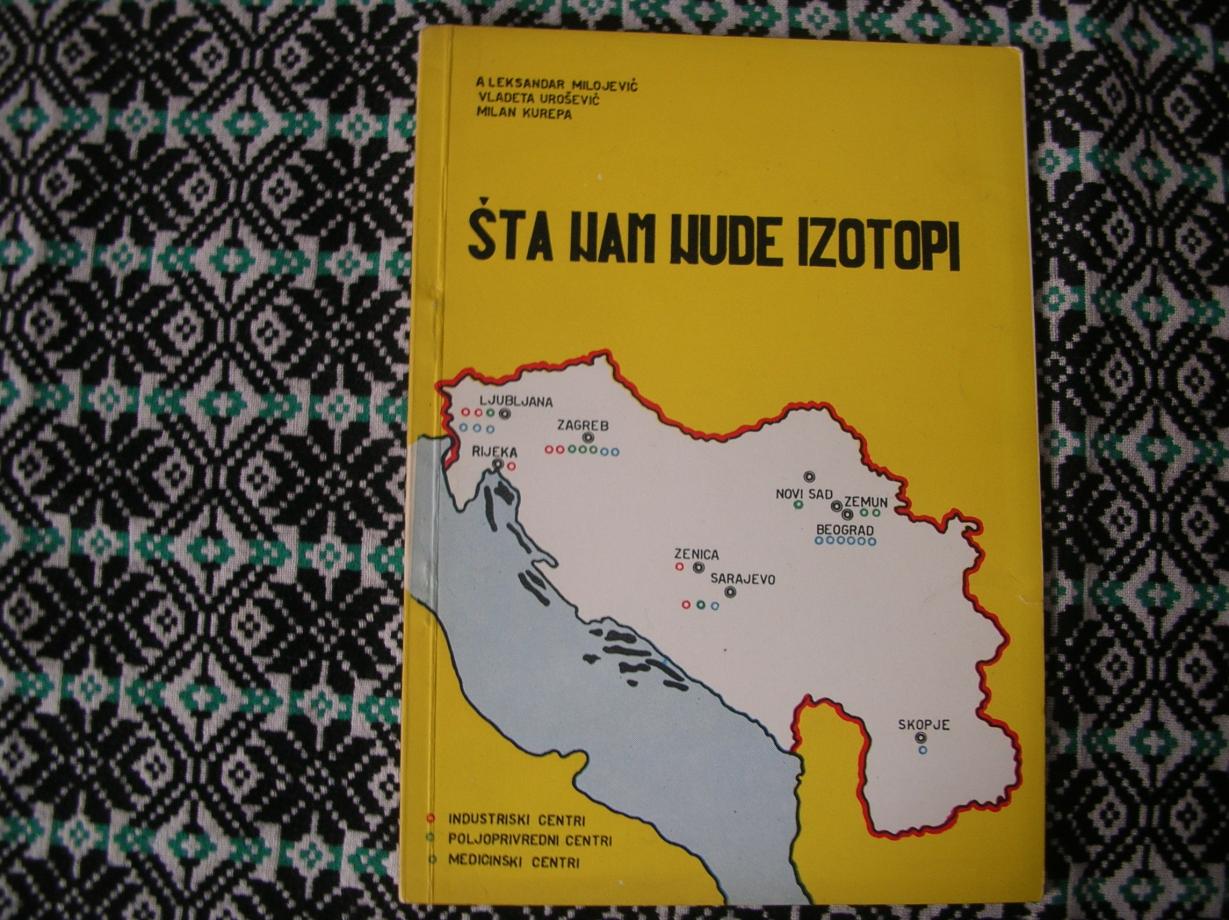 ALEKSANDAR MILOJEVIĆ
VLADETA UROŠEVIĆ
MILAN KUREPA
ŠTA NAM NUDE IZOTOPI
LJUBLJANA
ZAGREB
RIJEKA
NOVI SAD
ZEMUN
BEOGRAD
ZENICA
SARAJEVO
SKOPJE
INDUSTRISKI CENTRI
POLJOPRIVREDNI CENTRI
MEDICINSKI CENTRI